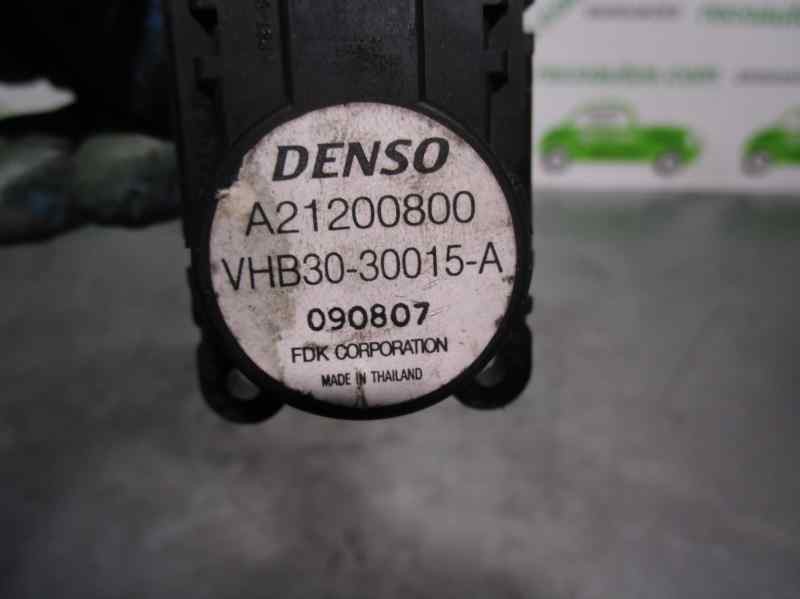 DENSO
A21200800
VHB30-30015-A
090807
FDK CORPORATION
MADE IN THAILAND